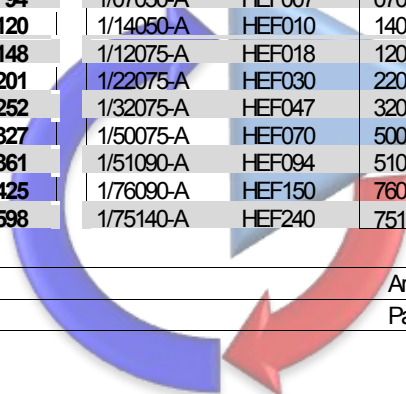 120 1/14050-A HEF010 140
148 1/12075-A HEF018 120
201 1/22075-A HEF030 220
252 1/32075-A HEF047 320
327 1/50075-A HEF070 500
361 1/51090-A HEF094 510
425 1/76090-A HEF150 760
598 1/75140-A HEF240 751